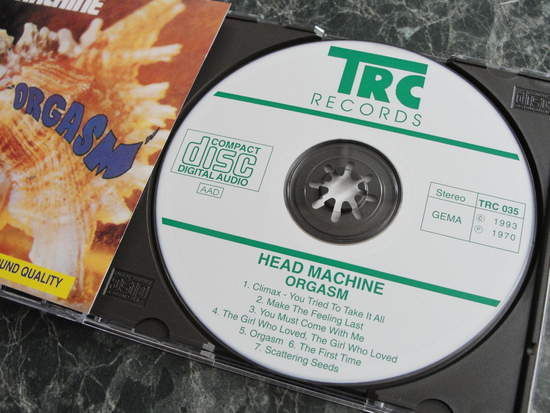 MACHINE
ORGASM
UND QUALITY
TRC
RECORDS
COMPACT
disc
DIGITAL AUDIO
AAD
Stereo
TRC 035
GEMA
© 1993
℗ 1970
HEAD MACHINE
ORGASM
1. Climax - You Tried To Take It All
2. Make The Feeling Last
3. You Must Come With Me
4. The Girl Who Loved, The Girl Who Loved
5. Orgasm 6. The First Time
7. Scattering Seeds